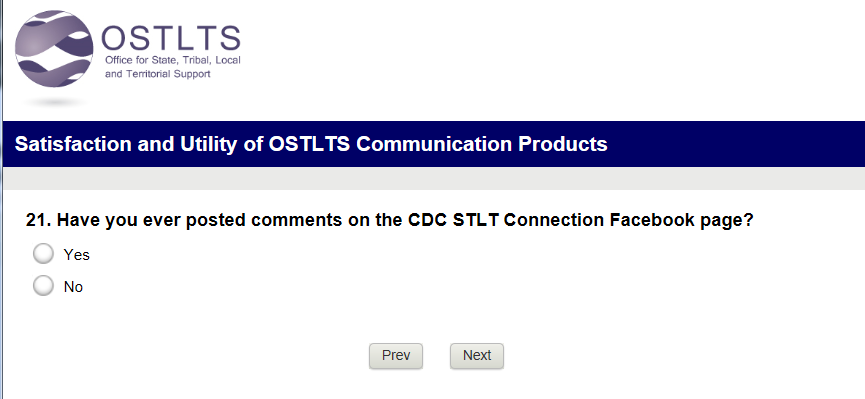 OSTLTS
Office for State, Tribal, Local
and Territorial Support
Satisfaction and Utility of OSTLTS Communication Products
21. Have you ever posted comments on the CDC STLT Connection Facebook page?
Yes
No
Prev Next